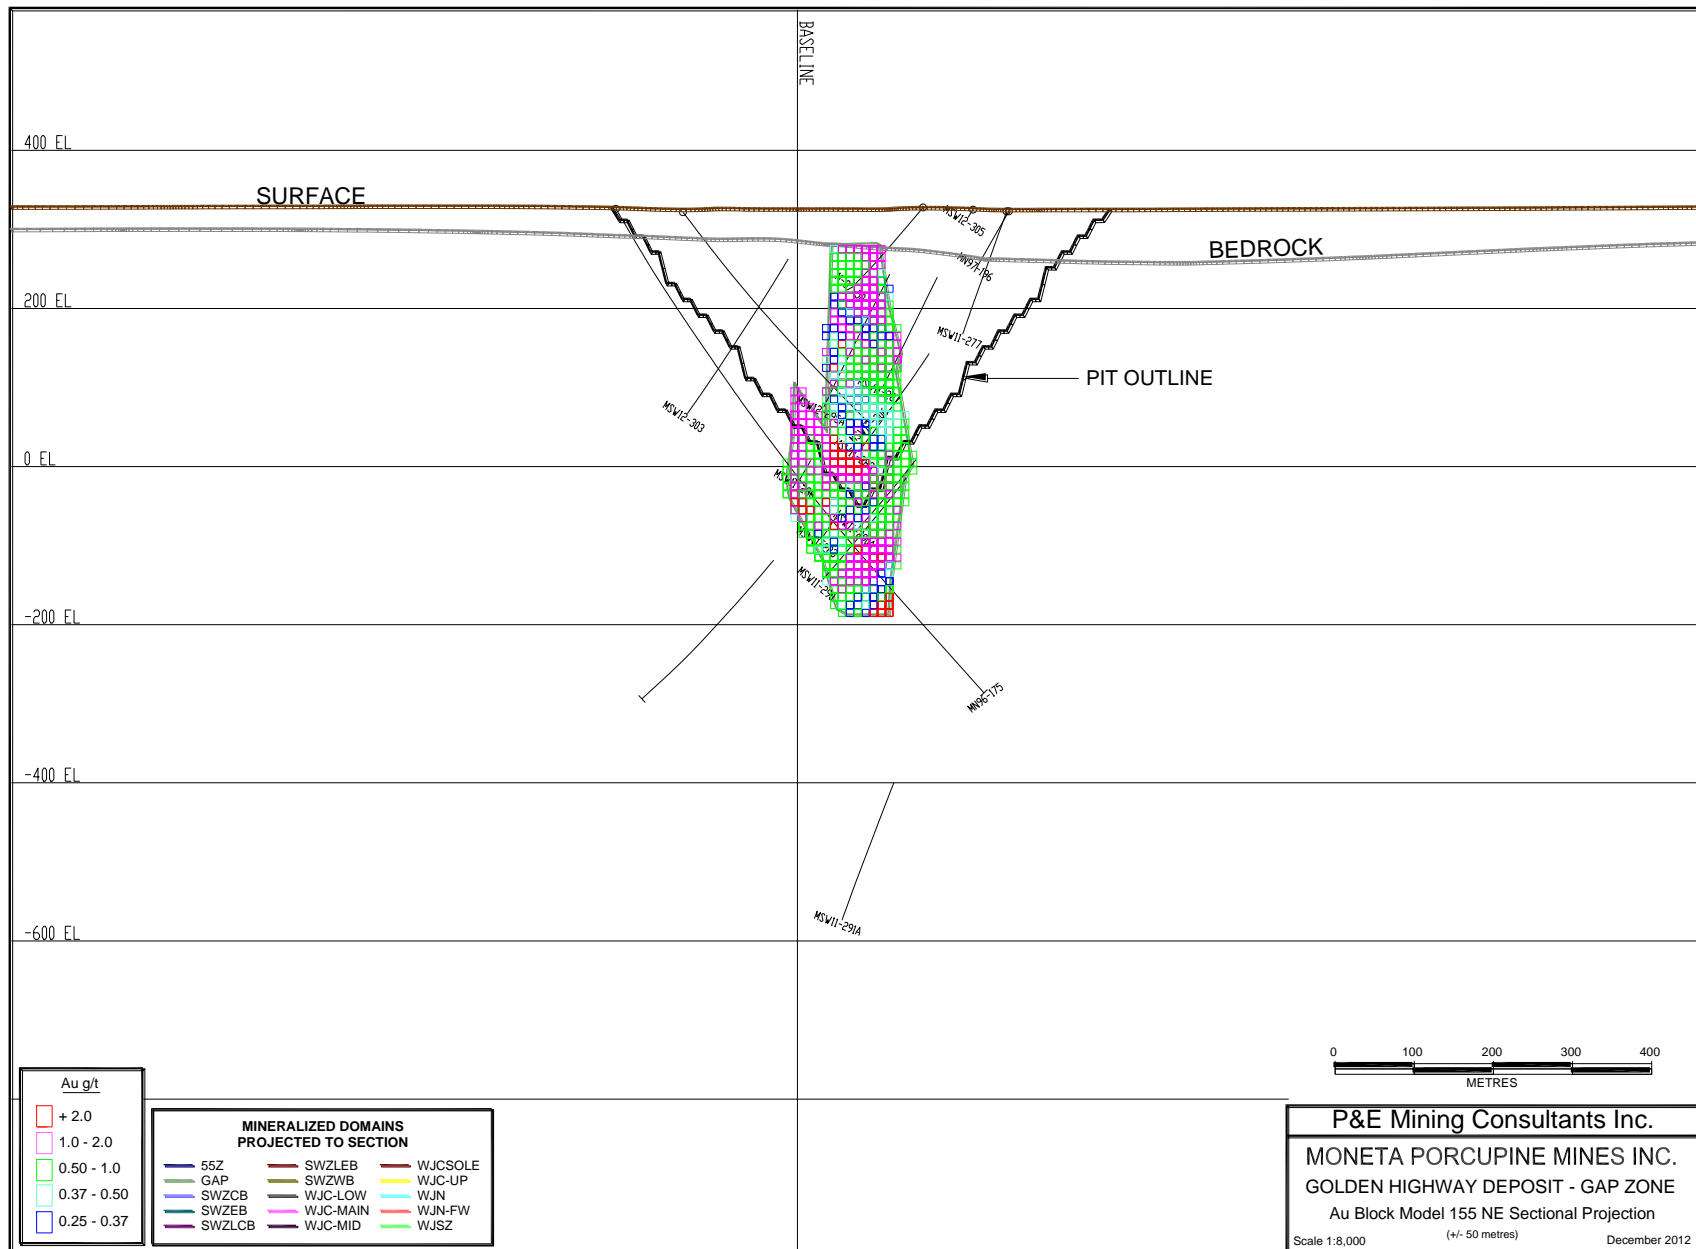 BASELINE
400 EL
SURFACE
MSW12-305
BEDROCK
MN97-196
200 EL
MSW11-277
PIT OUTLINE
MSW12-303
0 EL
-200 EL
MN96-175
-400 EL
MSW11-291A
-600 EL
0 100 200 300 400
METRES
Au g/t
+ 2.0
1.0 - 2.0
0.50 - 1.0
0.37 - 0.50
0.25 - 0.37
MINERALIZED DOMAINS
PROJECTED TO SECTION
55Z SWZLEB WJCSOLE
GAP SWZWB WJC-UP
SWZCB WJC-LOW WJN
SWZEB WJC-MAIN WJN-FW
SWZLCB WJC-MID WJSZ
P&E Mining Consultants Inc.
MONETA PORCUPINE MINES INC.
GOLDEN HIGHWAY DEPOSIT - GAP ZONE
Au Block Model 155 NE Sectional Projection
Scale 1:8,000 (+/- 50 metres) December 2012